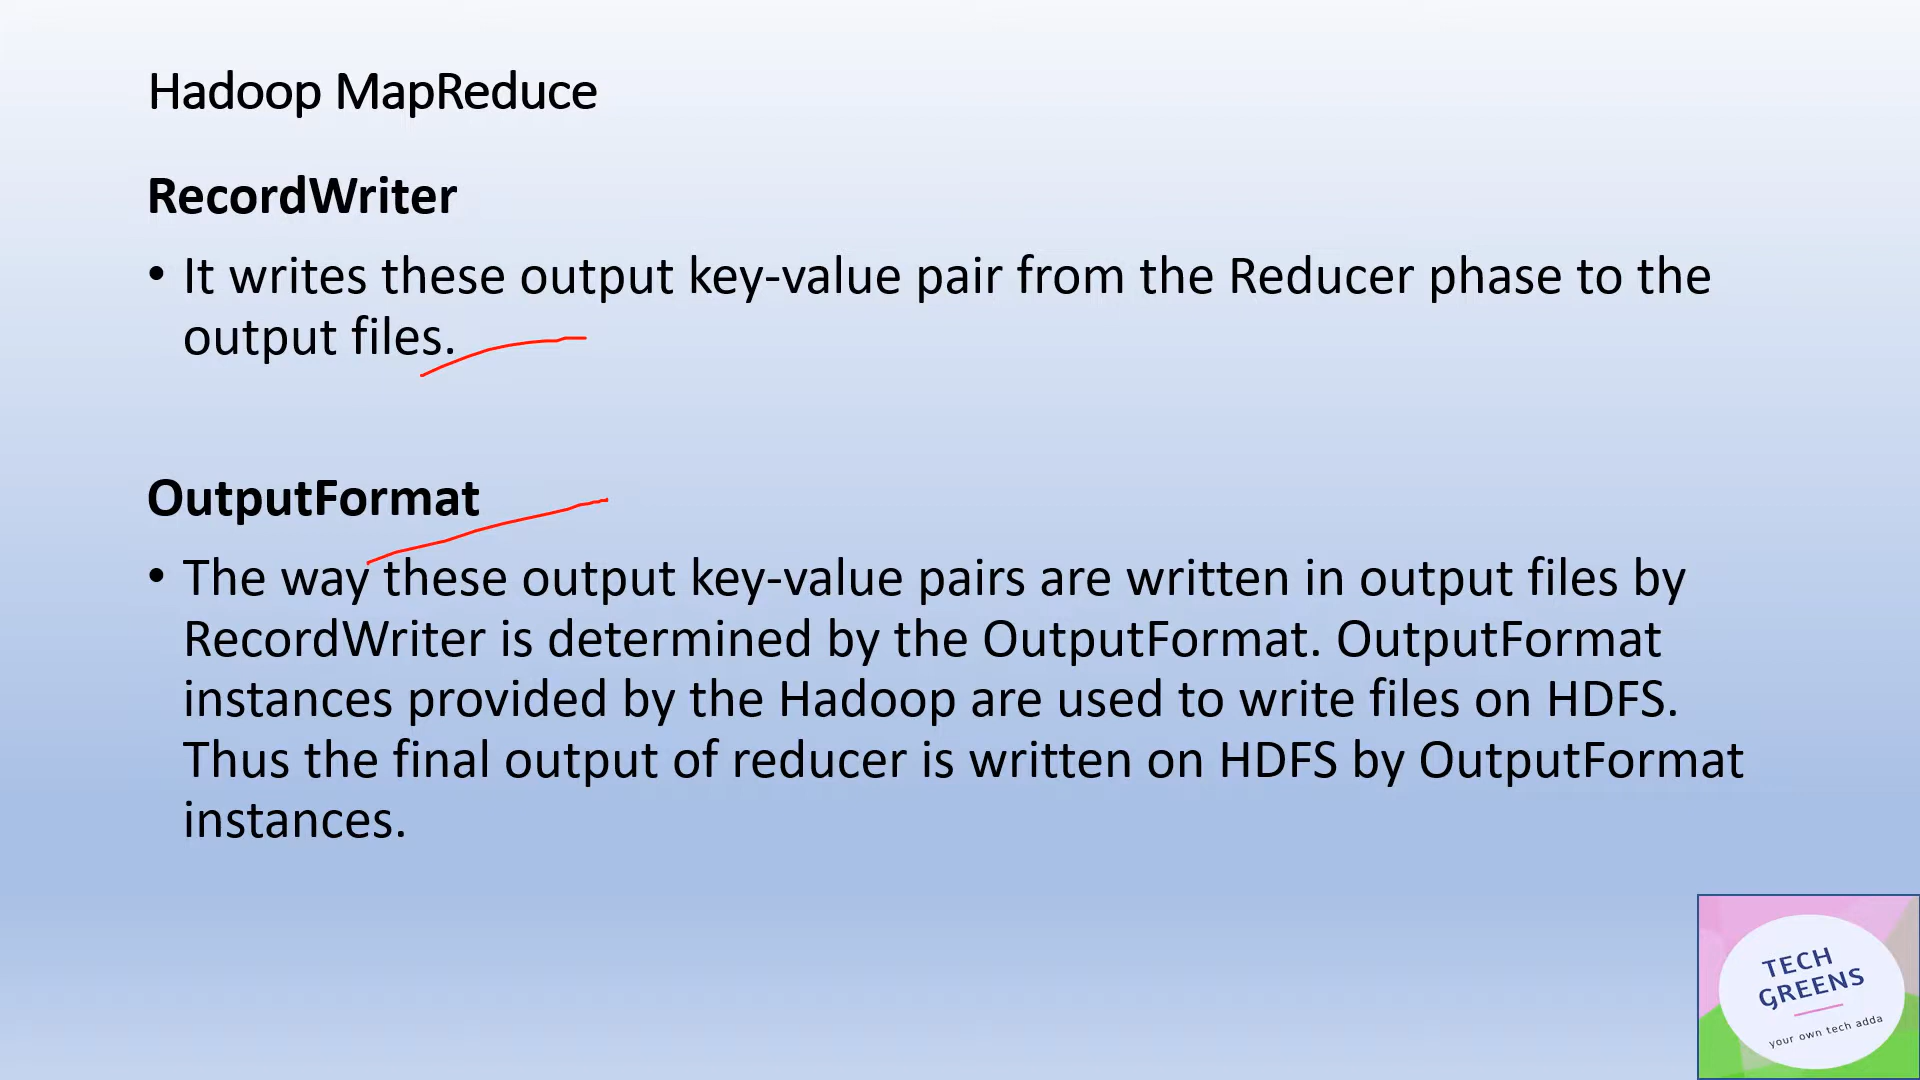 Hadoop MapReduce
RecordWriter
• It writes these output key-value pair from the Reducer phase to the
output files.
OutputFormat
• The way these output key-value pairs are written in output files by
RecordWriter is determined by the OutputFormat. OutputFormat
instances provided by the Hadoop are used to write files on HDFS.
Thus the final output of reducer is written on HDFS by OutputFormat
instances.
TECH
GREENS
your own tech adda